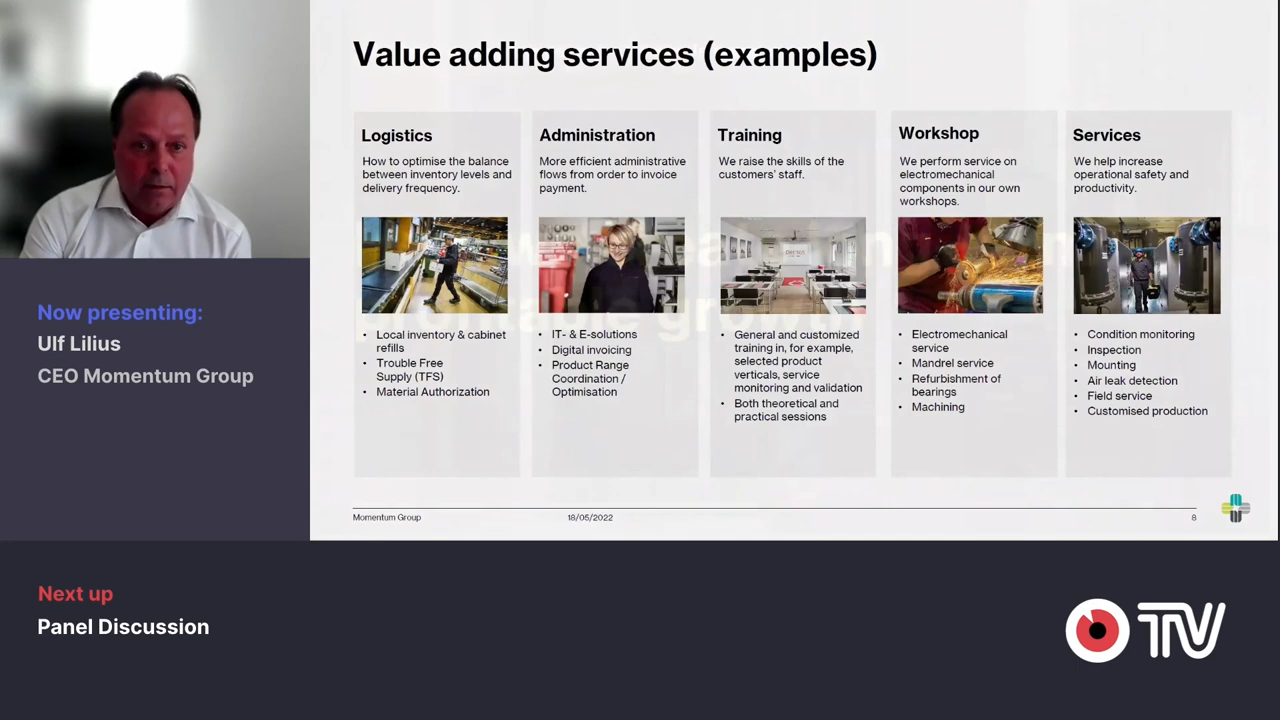 Value adding services (examples)
Logistics
How to optimise the balance
between inventory levels and
delivery frequency.
• Local inventory & cabinet
refills
• Trouble Free
Supply (TFS)
• Material Authorization
Administration
More efficient administrative
flows from order to invoice
payment.
• IT- & E-solutions
• Digital invoicing
• Product Range
Coordination /
Optimisation
Training
We raise the skills of the
customers' staff.
• General and customized
training in, for example,
selected product
verticals, service
monitoring and validation
• Both theoretical and
practical sessions
Workshop
We perform service on
electromechanical
components in our own
workshops.
• Electromechanical
service
• Mandrel service
• Refurbishment of
bearings
• Machining
Services
We help increase
operational safety and
productivity.
• Condition monitoring
• Inspection
• Mounting
• Air leak detection
• Field service
• Customised production
Momentum Group
18/05/2022
8
Now presenting:
Ulf Lilius
CEO Momentum Group
Next up
Panel Discussion
TV